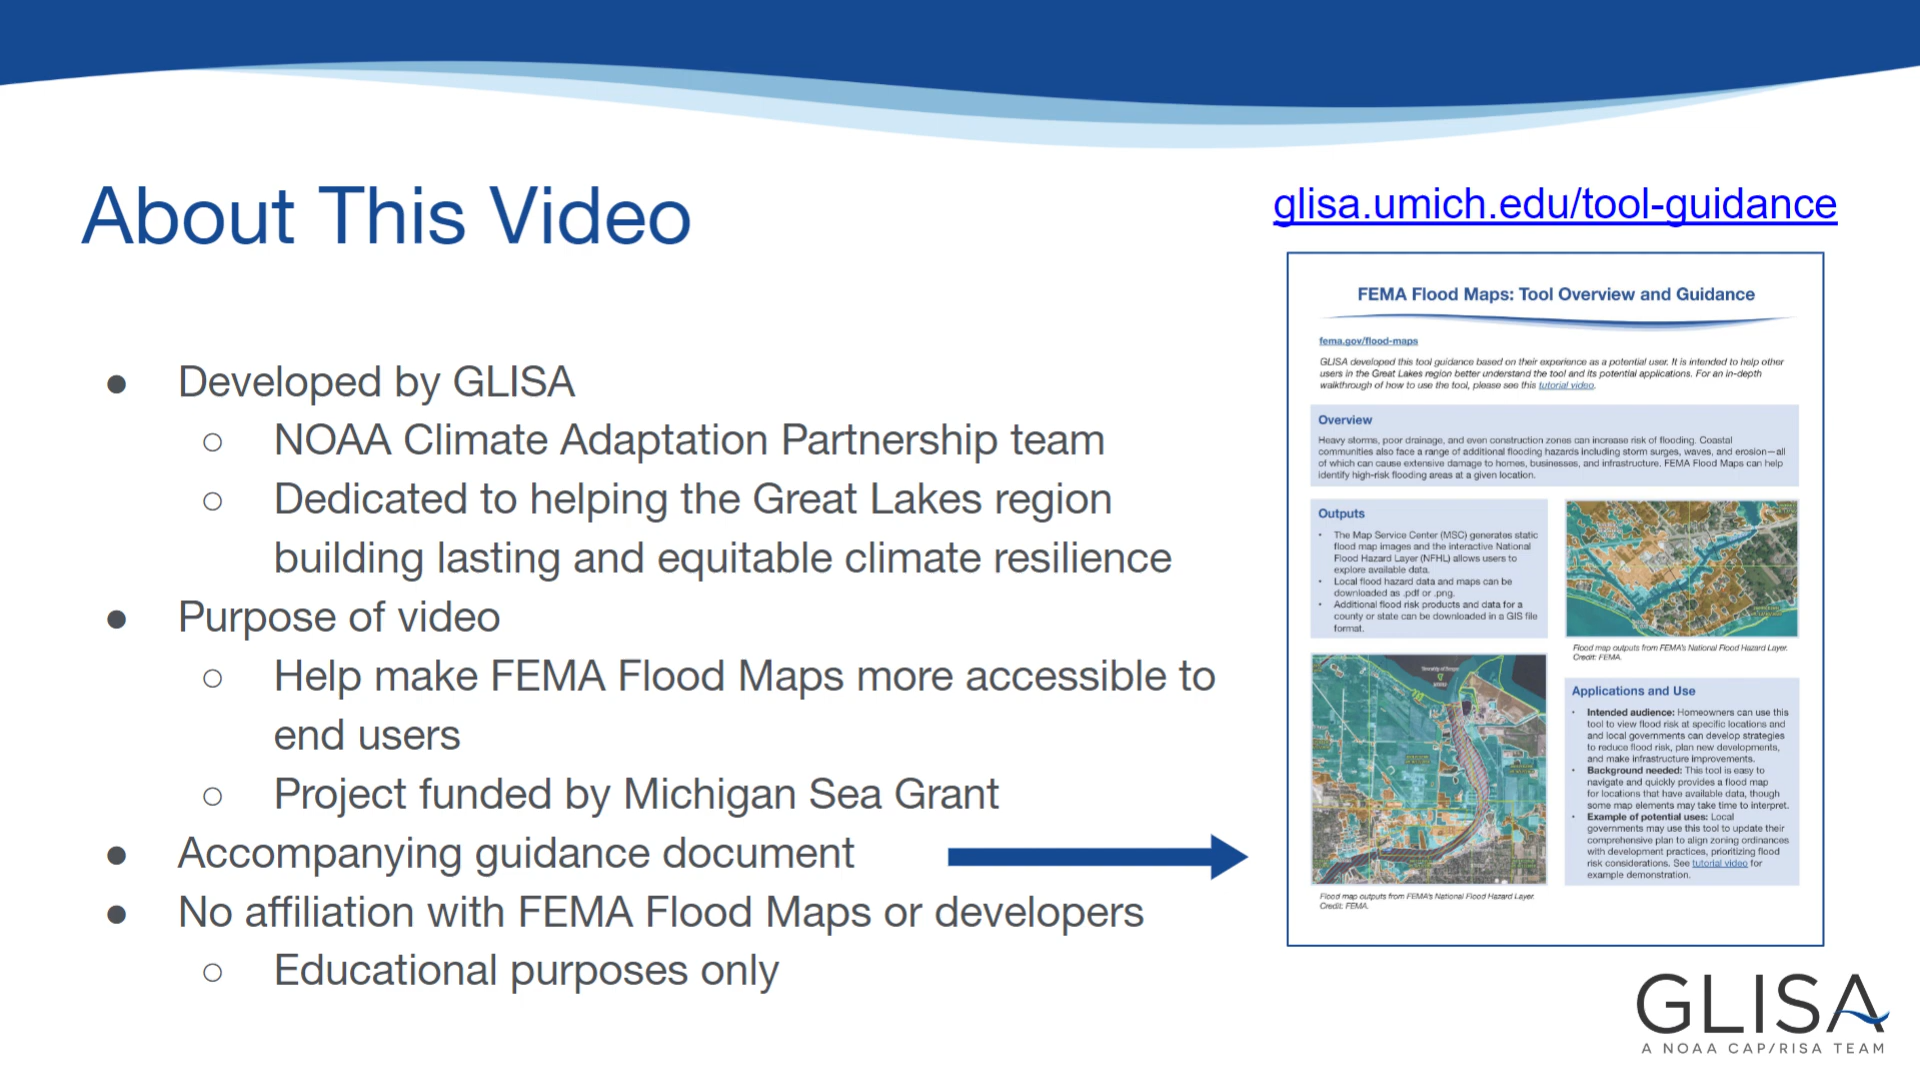 About This Video
● Developed by GLISA
○ NOAA Climate Adaptation Partnership team
○ Dedicated to helping the Great Lakes region
building lasting and equitable climate resilience
● Purpose of video
○ Help make FEMA Flood Maps more accessible to
end users
○ Project funded by Michigan Sea Grant
● Accompanying guidance document
● No affiliation with FEMA Flood Maps or developers
○ Educational purposes only
glisa.umich.edu/tool-guidance
FEMA Flood Maps: Tool Overview and Guidance
fema.gov/flood-maps
GLISA developed this tool guidance based on their experience as a potential user. It is intended to help other
users in the Great Lakes region better understand the tool and its potential applications. For an in-depth
walkthrough of how to use the tool, please see this tutorial video.
Overview
Heavy storms, poor drainage, and even construction zones can increase risk of flooding. Coastal
communities also face a range of additional flooding hazards including storm surges, waves, and erosion—all
of which can cause extensive damage to homes, businesses, and infrastructure. FEMA Flood Maps can help
identify high-risk flooding areas at a given location.
Outputs
• The Map Service Center (MSC) generates static
flood map images and the interactive National
Flood Hazard Layer (NFHL) allows users to
explore available data.
• Local flood hazard data and maps can be
downloaded as .pdf or .png.
• Additional flood risk products and data for a
county or state can be downloaded in a GIS file
format.
Flood map outputs from FEMA's National Flood Hazard Layer.
Credit: FEMA.
Applications and Use
• Intended audience: Homeowners can use this
tool to view flood risk at specific locations and
and local governments can develop strategies
to reduce flood risk, plan new developments,
and make infrastructure improvements.
• Background needed: This tool is easy to
navigate and quickly provides a flood map
for locations that have available data, though
some map elements may take time to interpret.
• Example of potential uses: Local
governments may use this tool to update their
comprehensive plan to align zoning ordinances
with development practices, prioritizing flood
risk considerations. See tutorial video for
example demonstration.
Flood map outputs from FEMA's National Flood Hazard Layer.
Credit: FEMA.
GLISA
A NOAA CAP/RISA TEAM